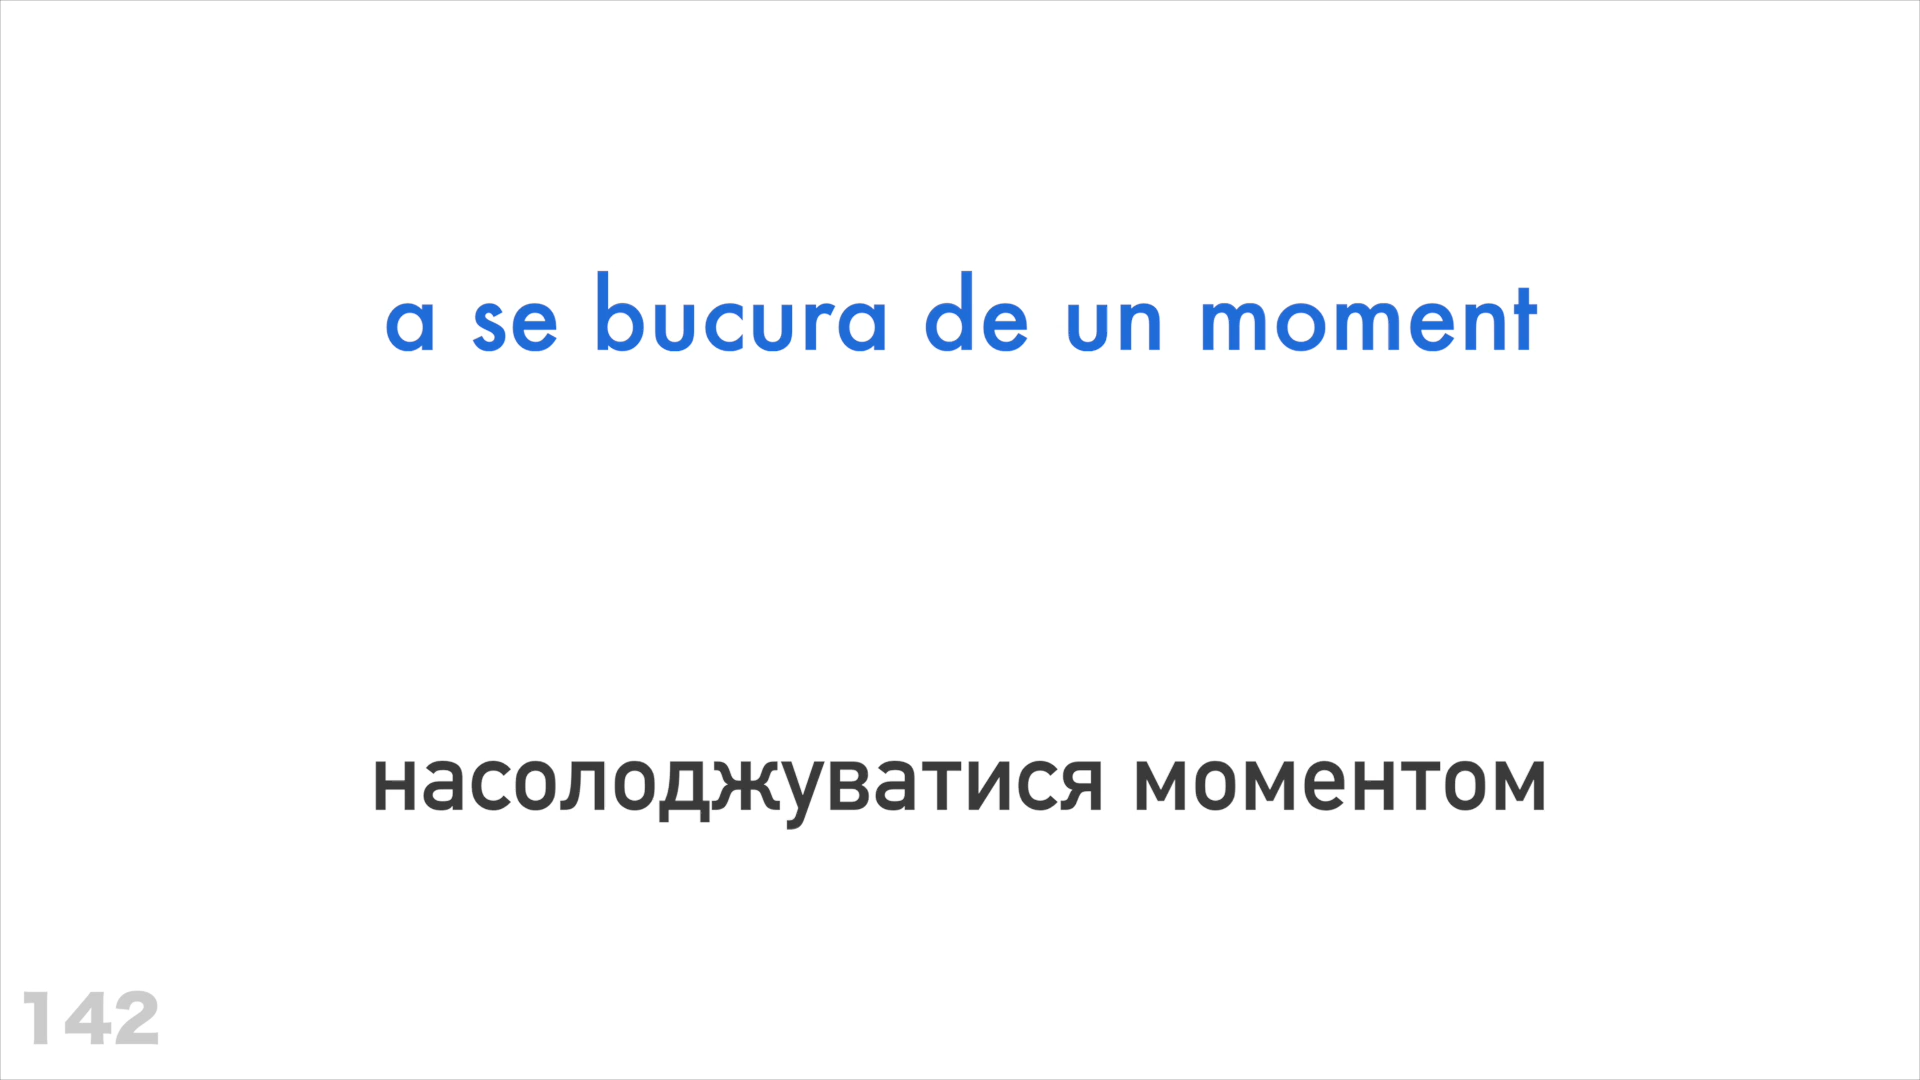 a se bucura de un moment
насолоджуватися моментом
142